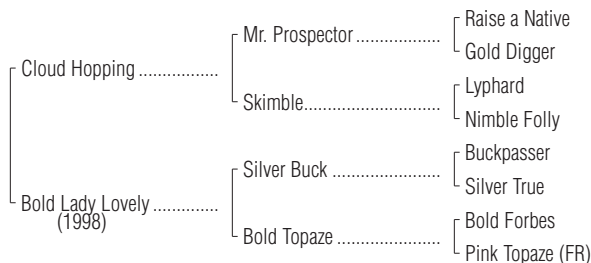 Raise a Native
Mr. Prospector ..................
Gold Digger
Cloud Hopping .................
Lyphard
Skimble.............................
Nimble Folly
Buckpasser
Silver Buck .......................
Silver True
Bold Lady Lovely ..............
(1998)
Bold Forbes
Bold Topaze ......................
Pink Topaze (FR)